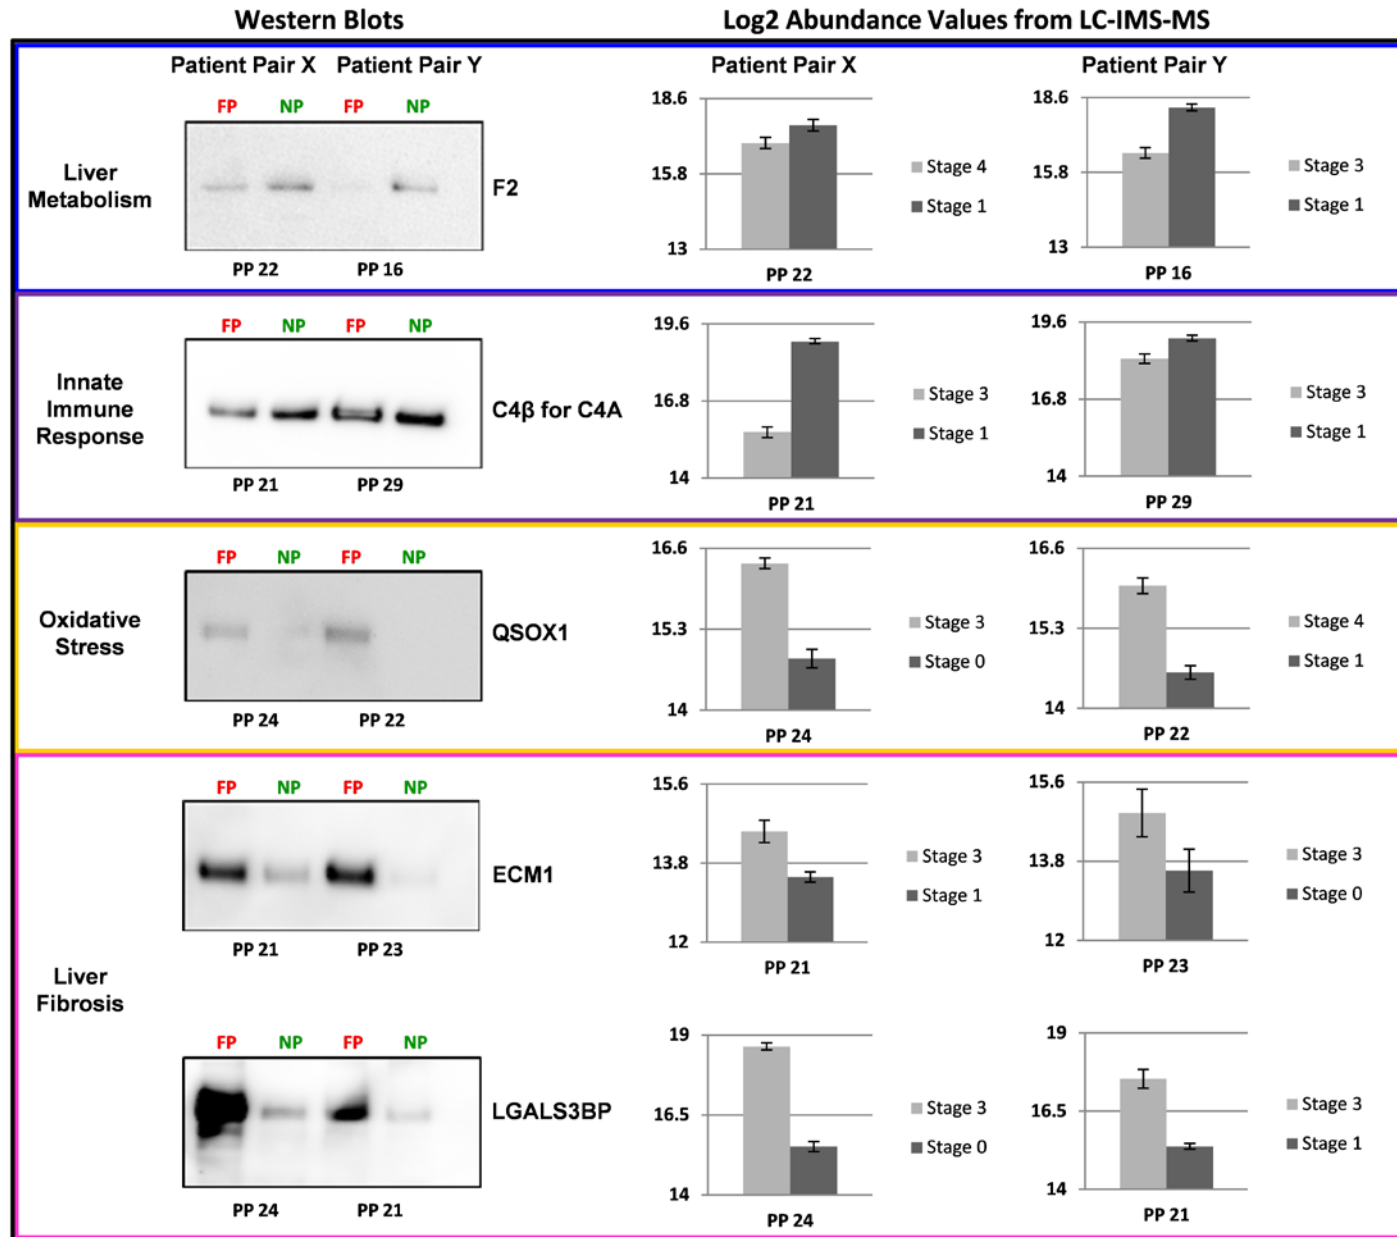 Western Blots
Log2 Abundance Values from LC-IMS-MS
Patient Pair X Patient Pair Y
Patient Pair X
Patient Pair Y
FP NP FP NP
Liver
Metabolism
F2
PP 22 PP 16
18.6
15.8
13
PP 22
Stage 4
Stage 1
18.6
15.8
13
PP 16
Stage 3
Stage 1
FP NP FP NP
Innate
Immune
Response
C4β for C4A
PP 21 PP 29
19.6
16.8
14
PP 21
Stage 3
Stage 1
19.6
16.8
14
PP 29
Stage 3
Stage 1
FP NP FP NP
Oxidative
Stress
QSOX1
PP 24 PP 22
16.6
15.3
14
PP 24
Stage 3
Stage 0
16.6
15.3
14
PP 22
Stage 4
Stage 1
FP NP FP NP
ECM1
PP 21 PP 23
15.6
13.8
12
PP 21
Stage 3
Stage 1
15.6
13.8
12
PP 23
Stage 3
Stage 0
Liver
Fibrosis
FP NP FP NP
LGALS3BP
PP 24 PP 21
19
16.5
14
PP 24
Stage 3
Stage 0
19
16.5
14
PP 21
Stage 3
Stage 1